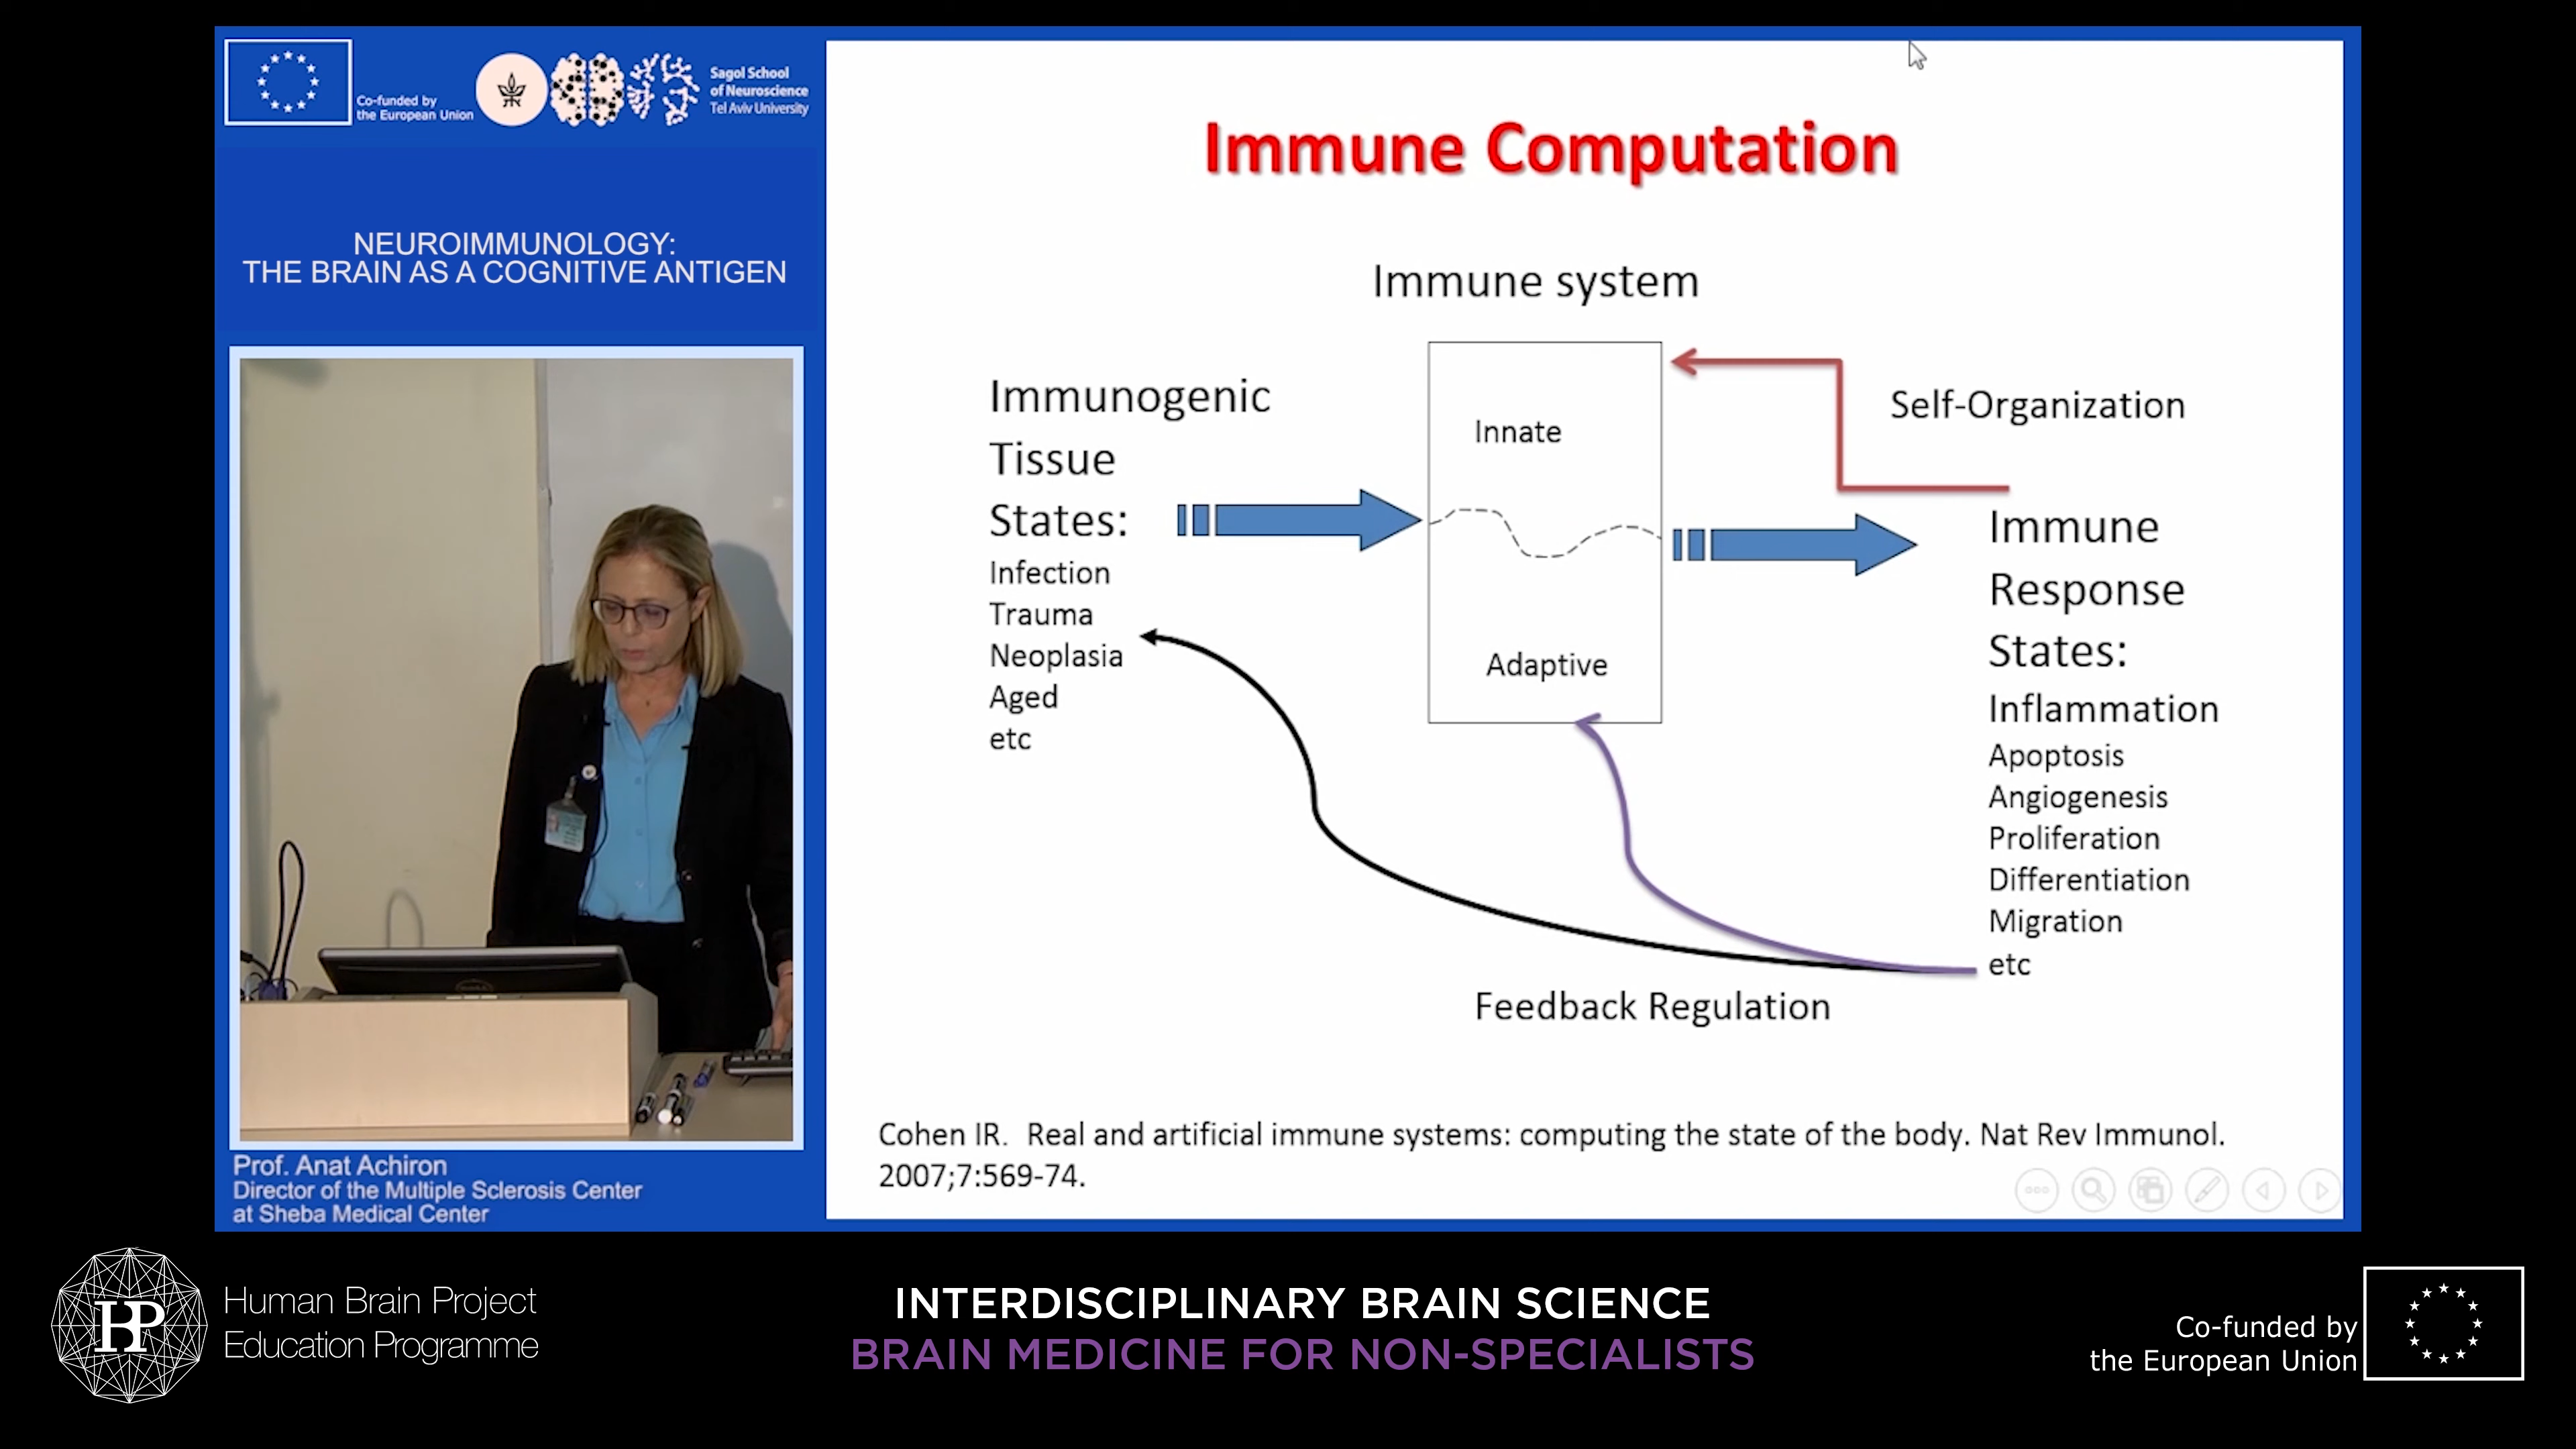 Co-funded by
the European Union
Sagol School
of Neuroscience
Tel Aviv University
NEUROIMMUNOLOGY:
THE BRAIN AS A COGNITIVE ANTIGEN
Prof. Anat Achiron
Director of the Multiple Sclerosis Center
at Sheba Medical Center
Immune Computation
Immune system
Immunogenic
Tissue
States:
Infection
Trauma
Neoplasia
Aged
etc
Innate
Adaptive
Self-Organization
Immune
Response
States:
Inflammation
Apoptosis
Angiogenesis
Proliferation
Differentiation
Migration
etc
Feedback Regulation
Cohen IR. Real and artificial immune systems: computing the state of the body. Nat Rev Immunol.
2007;7:569-74.
HP
Human Brain Project
Education Programme
INTERDISCIPLINARY BRAIN SCIENCE
BRAIN MEDICINE FOR NON-SPECIALISTS
Co-funded by
the European Union